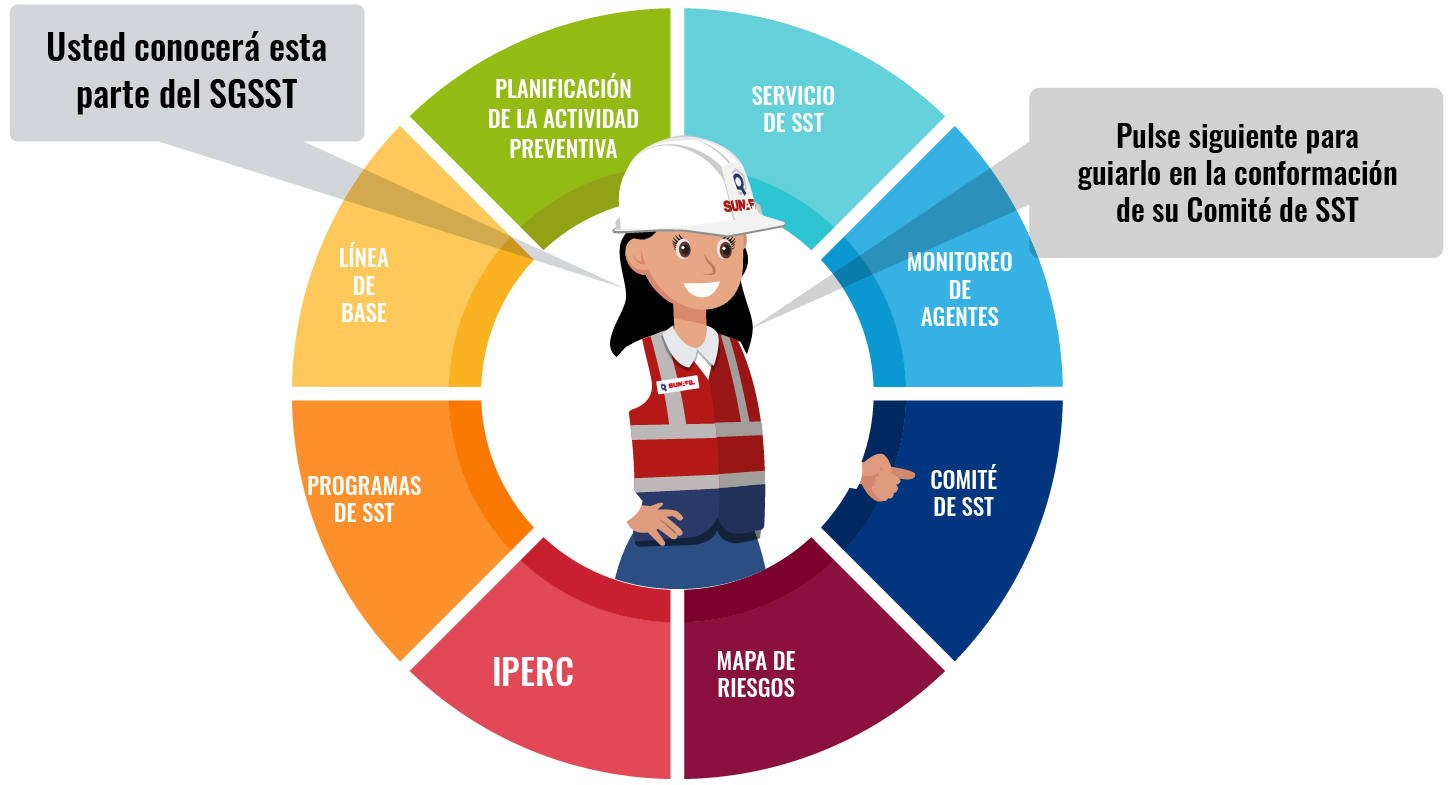 Usted conocerá esta
parte del SGSST
PLANIFICACIÓN
DE LA ACTIVIDAD
PREVENTIVA
SERVICIO
DE SST
Pulse siguiente para
guiarlo en la conformación
de su Comité de SST
LÍNEA
DE
BASE
MONITOREO
DE
AGENTES
SUNAFIL
PROGRAMAS
DE SST
COMITÉ
DE SST
IPERC
MAPA DE
RIESGOS